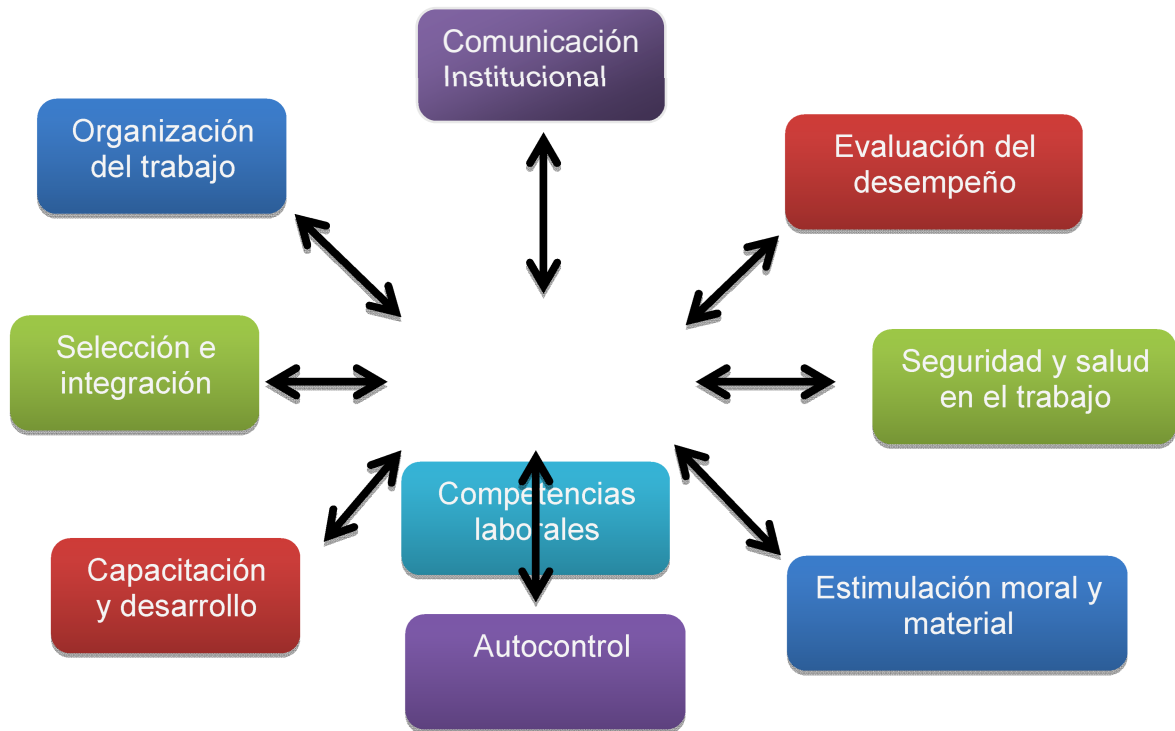 Comunicación
Institucional
Organización
del trabajo
Evaluación del
desempeño
Selección e
integración
Seguridad y salud
en el trabajo
Competencias
laborales
Capacitación
y desarrollo
Estimulación moral y
material
Autocontrol